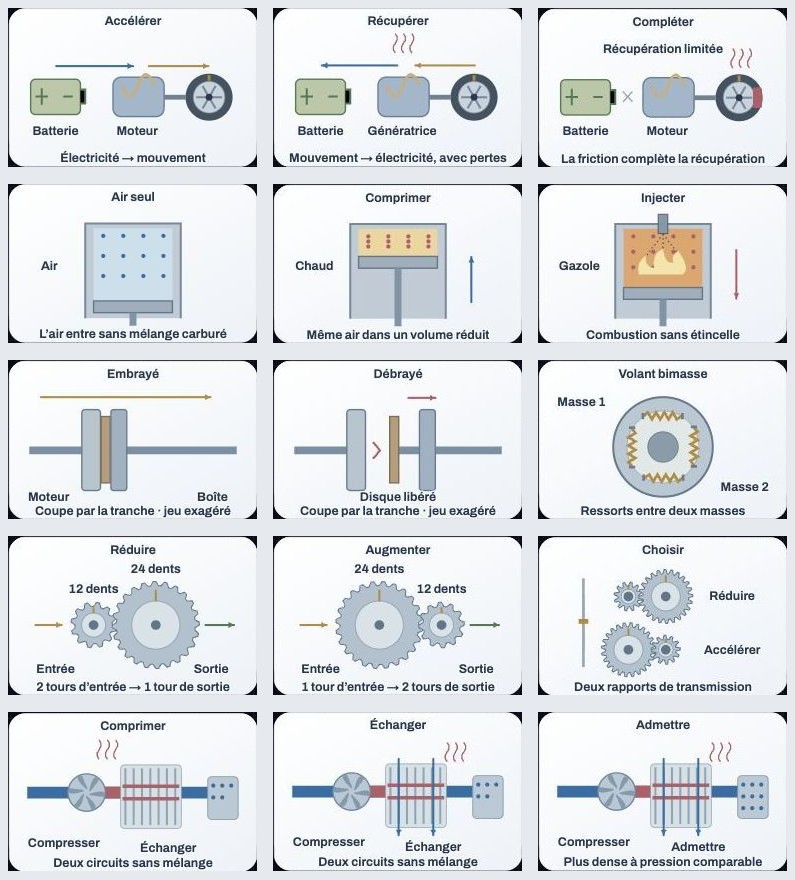 Accélérer
Batterie
Moteur
Électricité → mouvement
Récupérer
Batterie
Génératrice
Mouvement → électricité, avec pertes
Compléter
Récupération limitée
Batterie
Moteur
La friction complète la récupération
Air seul
Air
L'air entre sans mélange carburé
Comprimer
Chaud
Même air dans un volume réduit
Injecter
Gazole
Combustion sans étincelle
Embrayé
Moteur
Boîte
Coupe par la tranche · jeu exagéré
Débrayé
Disque libéré
Coupe par la tranche · jeu exagéré
Volant bimasse
Masse 1
Masse 2
Ressorts entre deux masses
Réduire
24 dents
12 dents
Entrée
Sortie
2 tours d'entrée → 1 tour de sortie
Augmenter
24 dents
12 dents
Entrée
Sortie
1 tour d'entrée → 2 tours de sortie
Choisir
Réduire
Accélérer
Deux rapports de transmission
Comprimer
Compresser
Échanger
Deux circuits sans mélange
Échanger
Compresser
Échanger
Deux circuits sans mélange
Admettre
Compresser
Admettre
Plus dense à pression comparable